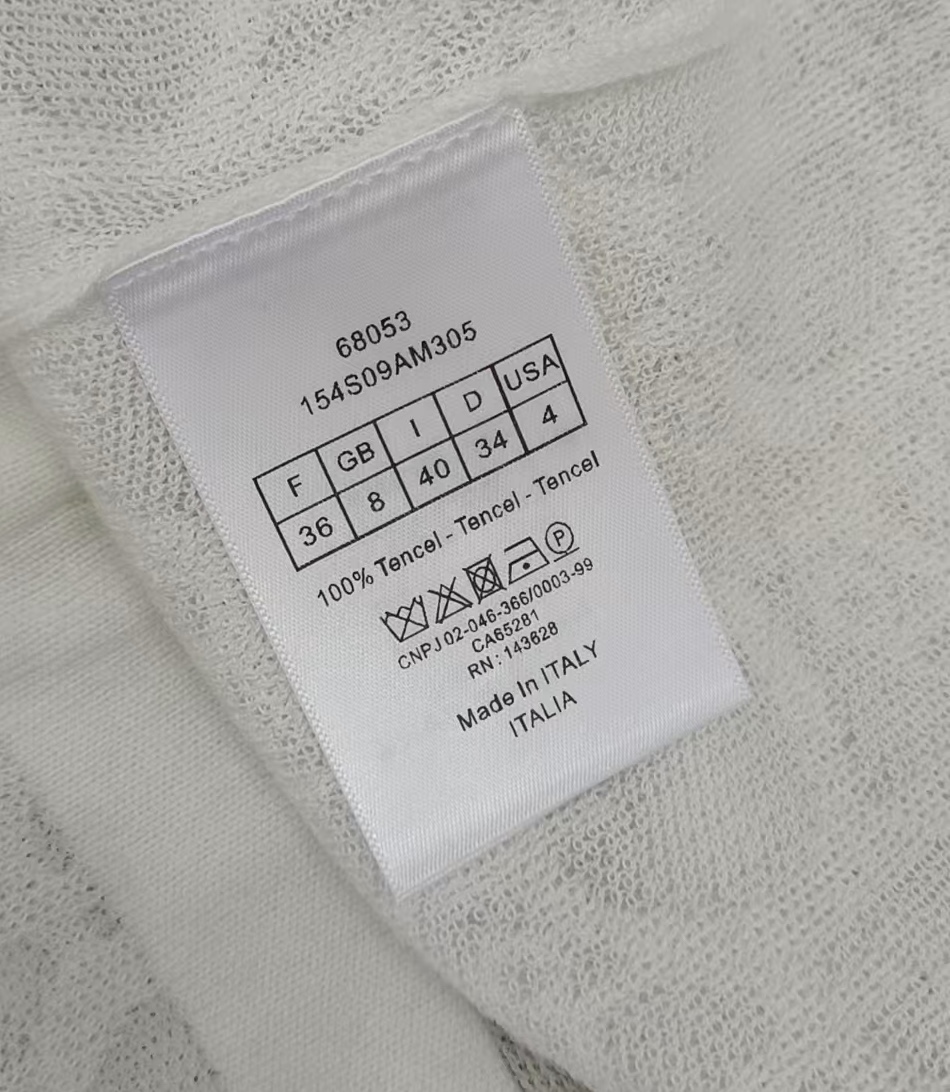 68053
154S09AM305
F GB I D USA
36 8 40 34 4
100% Tencel - Tencel - Tencel
P
CNPJ 02-046-366/0003-99
CA65281
RN: 143628
Made In ITALY
ITALIA